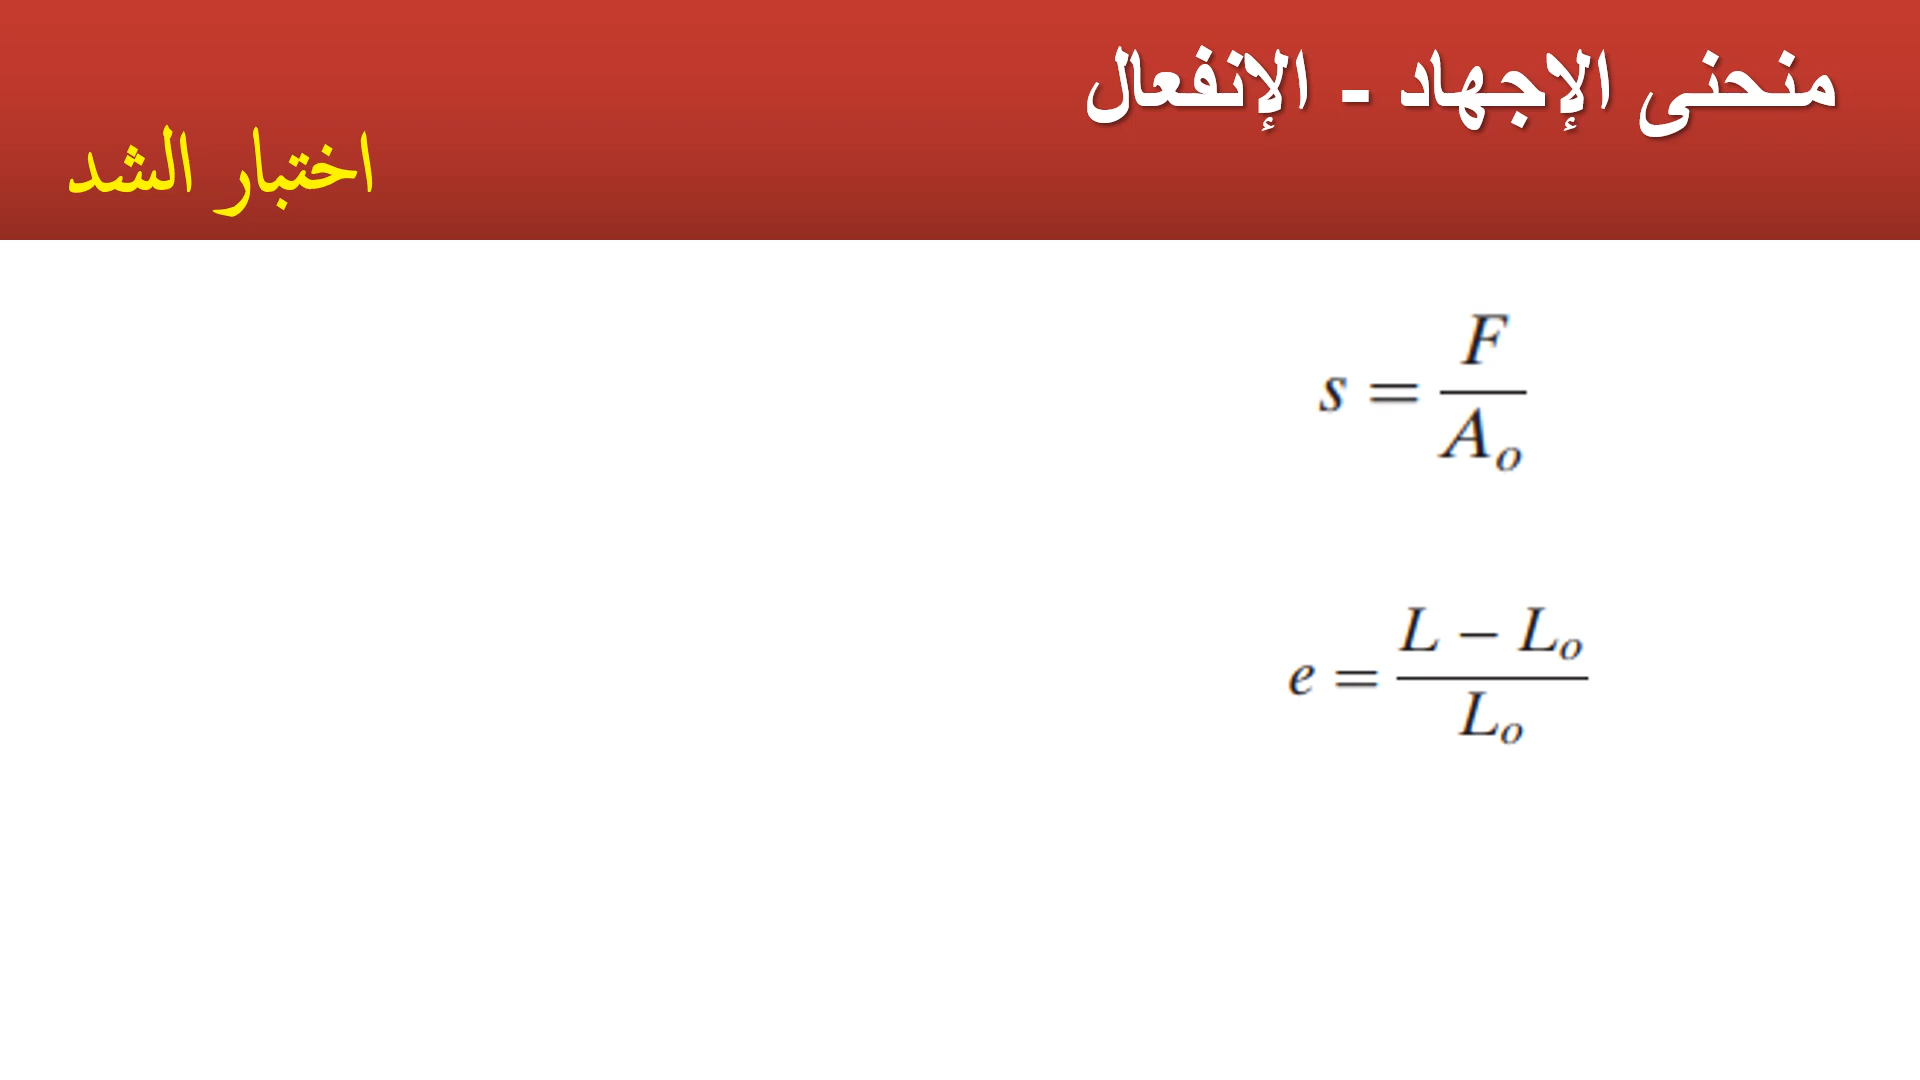 منحنى الإجهاد - الإنفعال
اختبار الشد
s = F / A_o
e = (L − L_o) / L_o